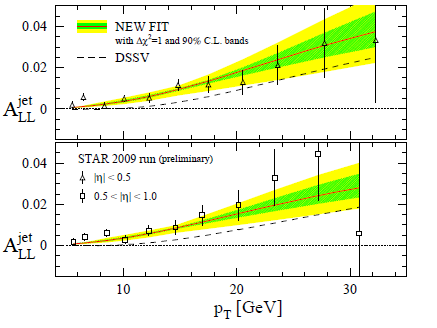 0.04
0.02
0
A_LL^jet
NEW FIT
with Δχ²=1 and 90% C.L. bands
DSSV
0.04
0.02
0
A_LL^jet
STAR 2009 run (preliminary)
|η| < 0.5
0.5 < |η| < 1.0
10 20 30
p_T [GeV]